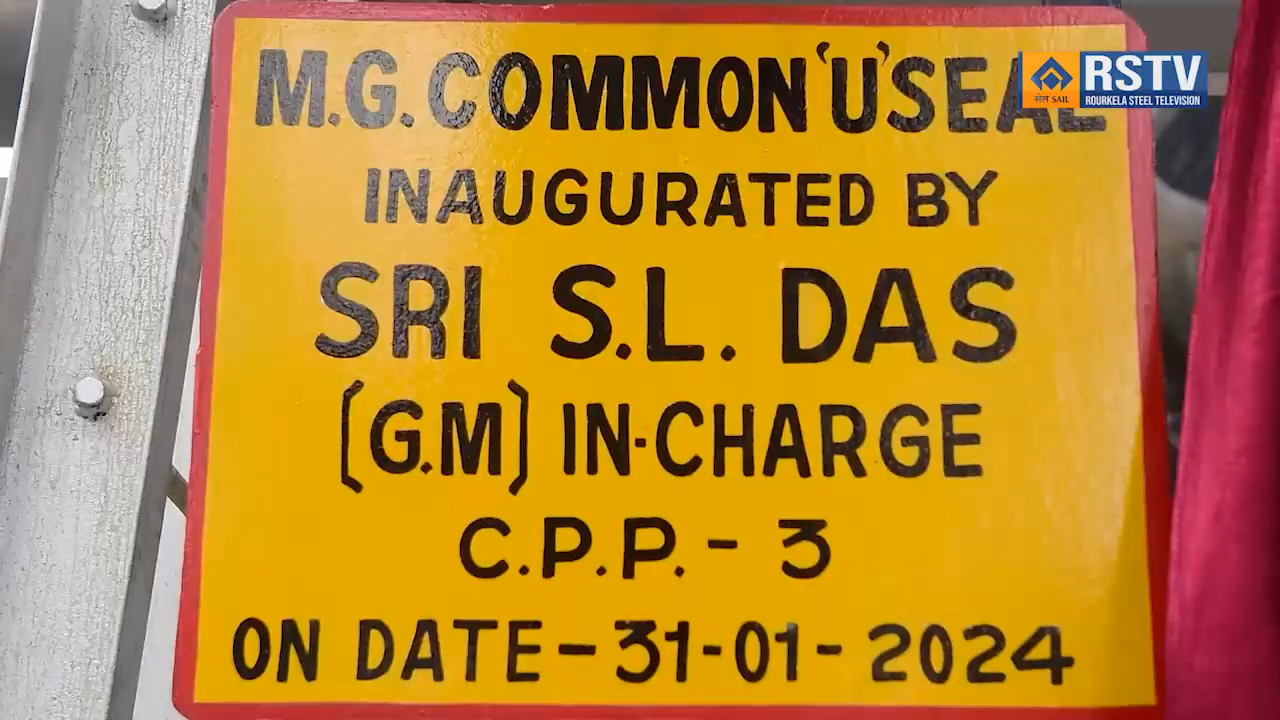 M.G. COMMON 'U' SEAL
INAUGURATED BY
SRI S.L. DAS
(G.M) IN-CHARGE
C.P.P. - 3
ON DATE - 31-01- 2024
सेल SAIL
RSTV
ROURKELA STEEL TELEVISION